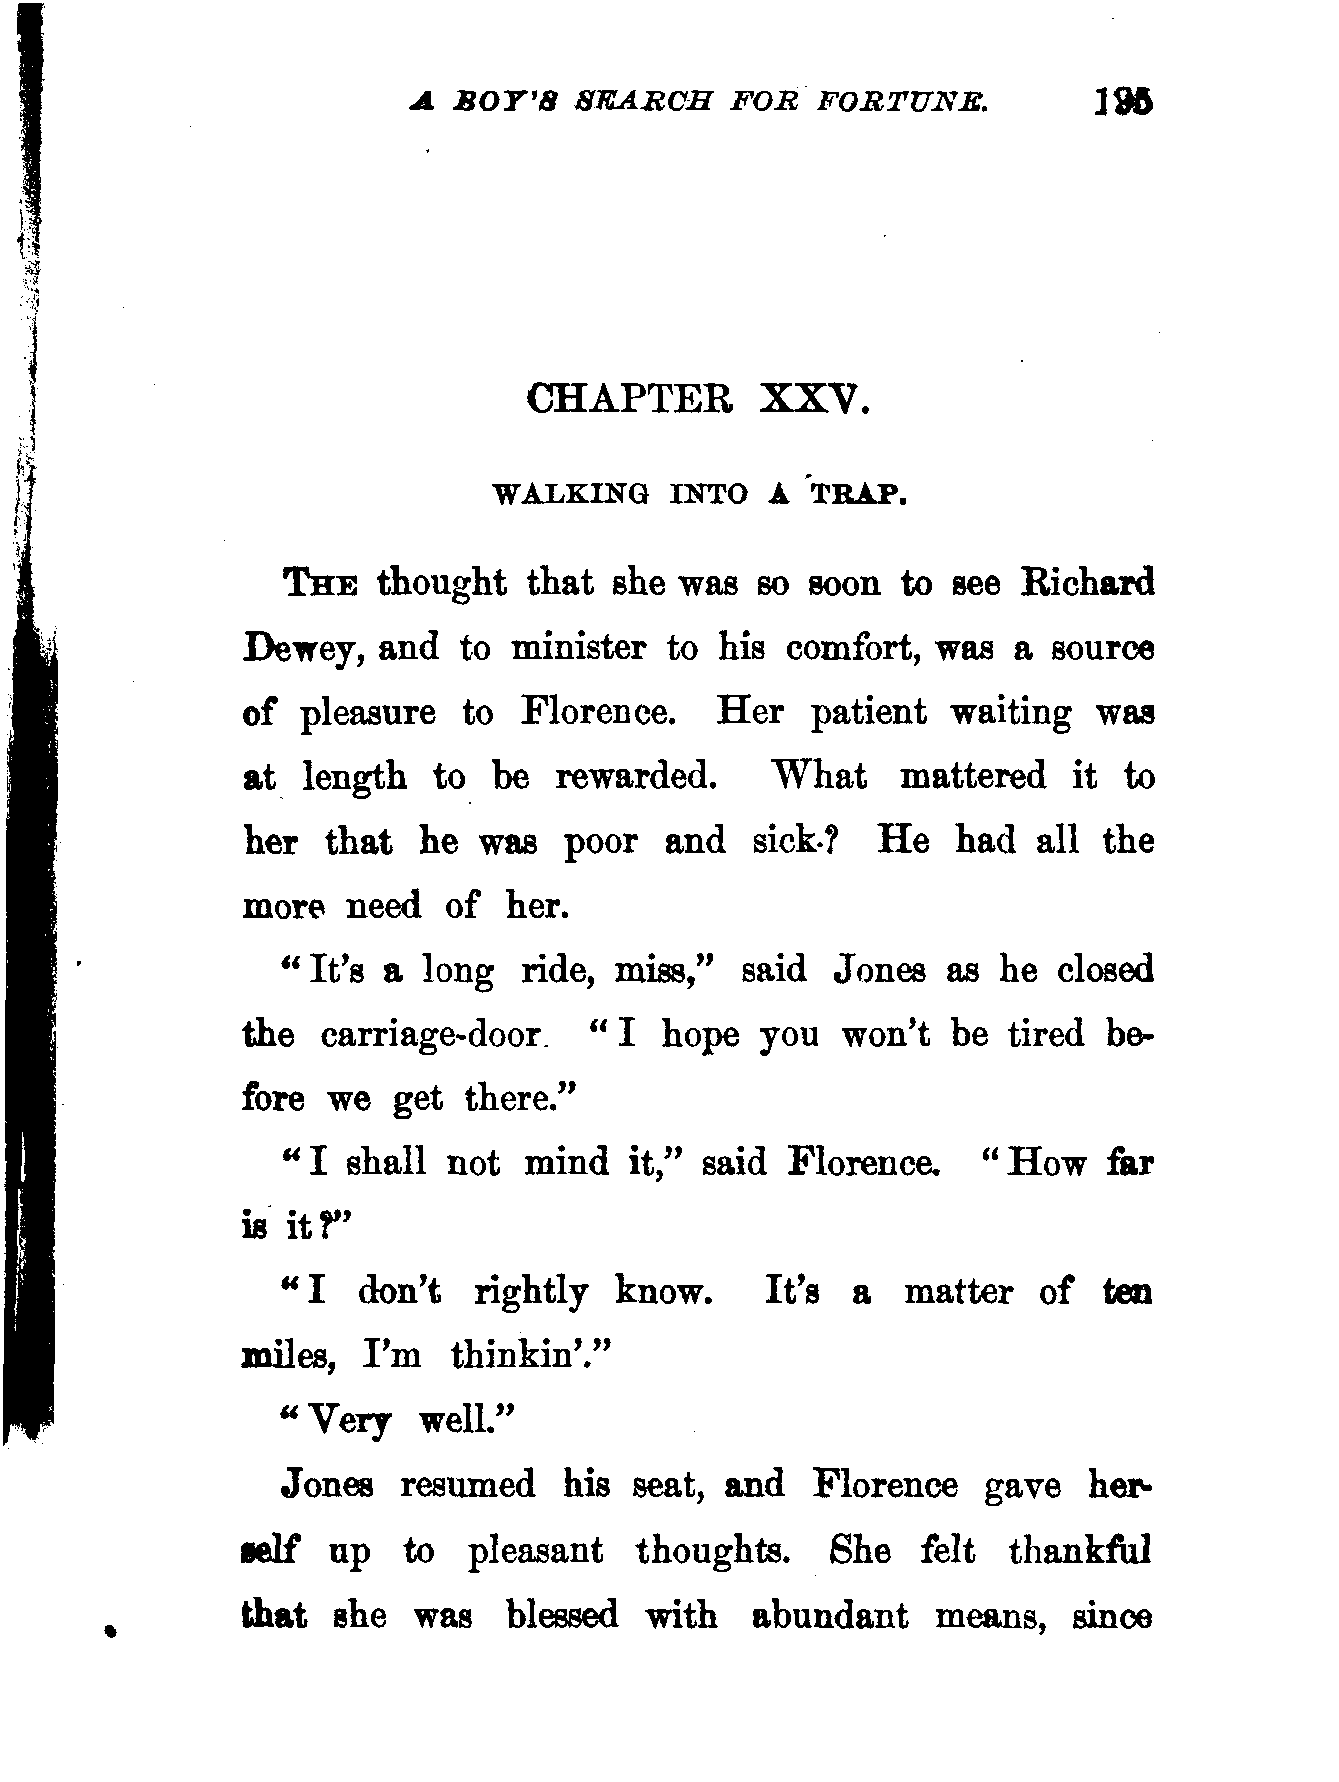 A BOY'S SEARCH FOR FORTUNE. 195
CHAPTER XXV.
WALKING INTO A TRAP.
THE thought that she was so soon to see Richard
Dewey, and to minister to his comfort, was a source
of pleasure to Florence. Her patient waiting was
at length to be rewarded. What mattered it to
her that he was poor and sick? He had all the
more need of her.
"It's a long ride, miss," said Jones as he closed
the carriage-door. "I hope you won't be tired be-
fore we get there."
"I shall not mind it," said Florence. "How far
is it?"
"I don't rightly know. It's a matter of ten
miles, I'm thinkin'."
"Very well."
Jones resumed his seat, and Florence gave her-
self up to pleasant thoughts. She felt thankful
that she was blessed with abundant means, since